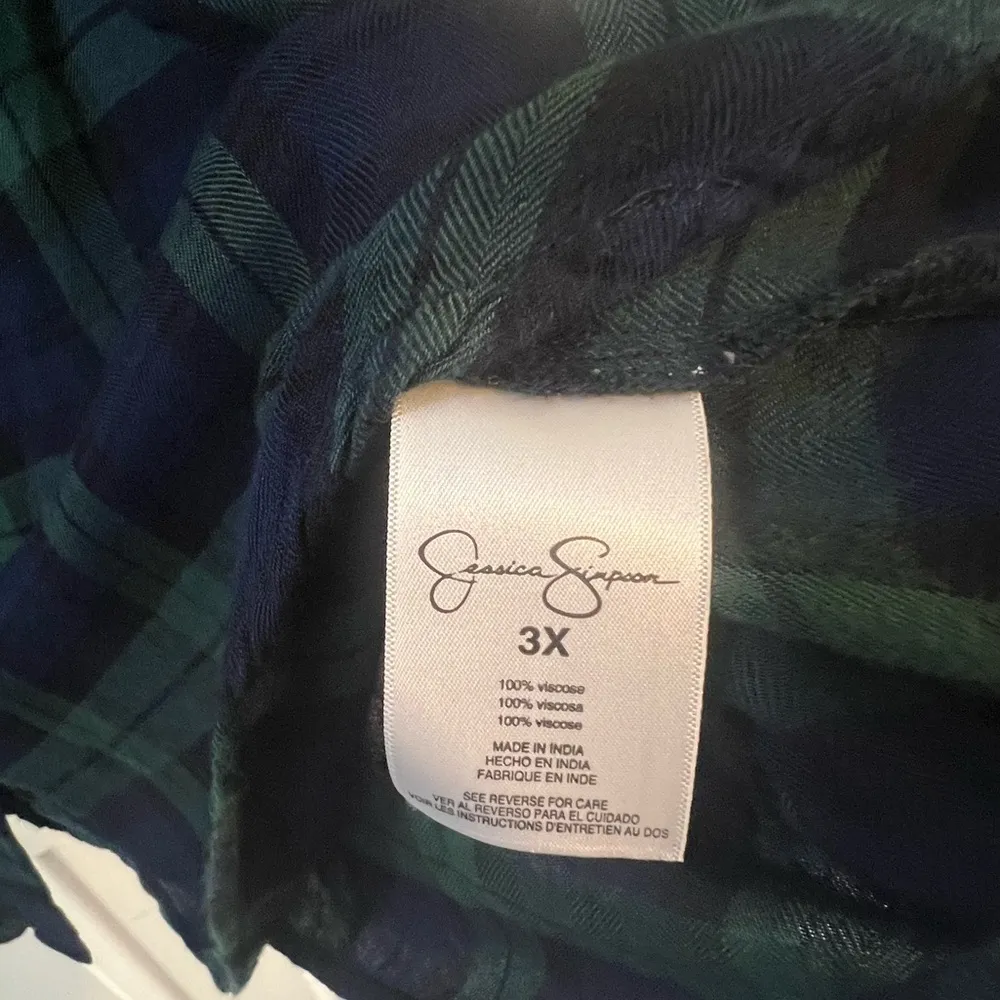 Jessica Simpson
3X
100% viscose
100% viscosa
100% viscose
MADE IN INDIA
HECHO EN INDIA
FABRIQUE EN INDE
SEE REVERSE FOR CARE
VER AL REVERSO PARA EL CUIDADO
VOIR LES INSTRUCTIONS D'ENTRETIEN AU DOS